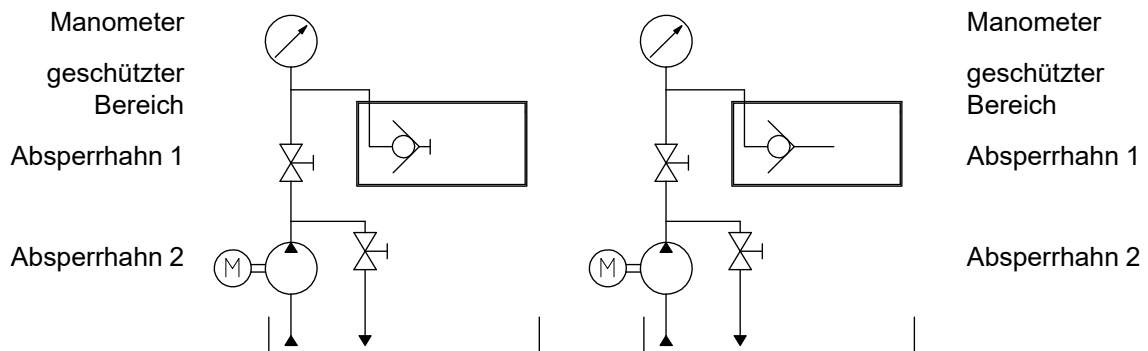 Manometer
geschützter
Bereich
Absperrhahn 1
Absperrhahn 2
M
Manometer
geschützter
Bereich
Absperrhahn 1
Absperrhahn 2
M